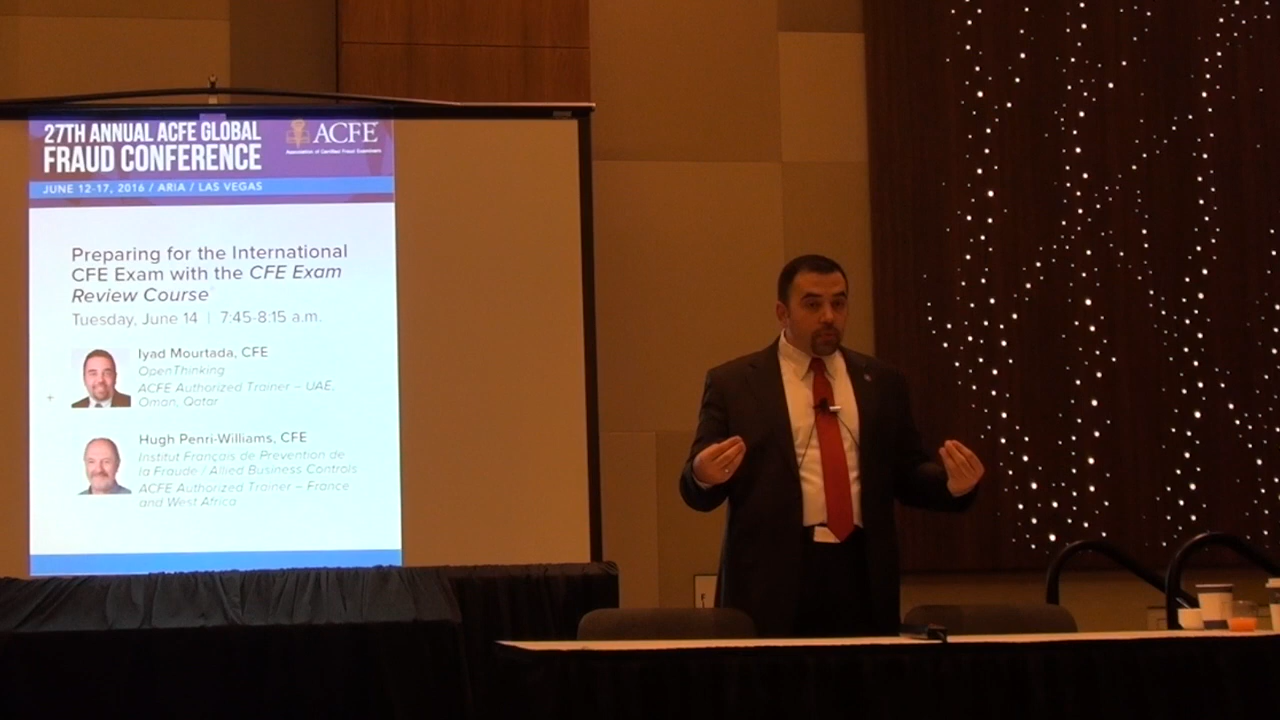 27TH ANNUAL ACFE GLOBAL
FRAUD CONFERENCE
ACFE
Association of Certified Fraud Examiners
JUNE 12-17, 2016 / ARIA / LAS VEGAS
Preparing for the International
CFE Exam with the CFE Exam
Review Course
Tuesday, June 14 | 7:45-8:15 a.m.
Iyad Mourtada, CFE
OpenThinking
ACFE Authorized Trainer – UAE,
Oman, Qatar
Hugh Penri-Williams, CFE
Institut Français de Prevention de
la Fraude / Allied Business Controls
ACFE Authorized Trainer – France
and West Africa